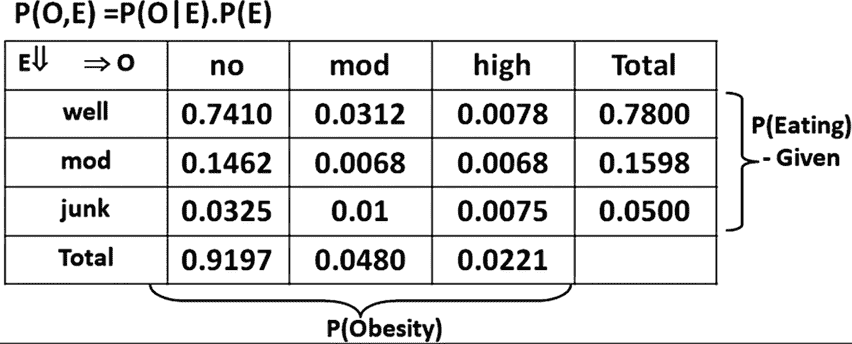 P(O,E) =P(O|E).P(E)
E⇓ ⇒O no mod high Total
well 0.7410 0.0312 0.0078 0.7800
mod 0.1462 0.0068 0.0068 0.1598
junk 0.0325 0.01 0.0075 0.0500
Total 0.9197 0.0480 0.0221
P(Eating)
- Given
P(Obesity)